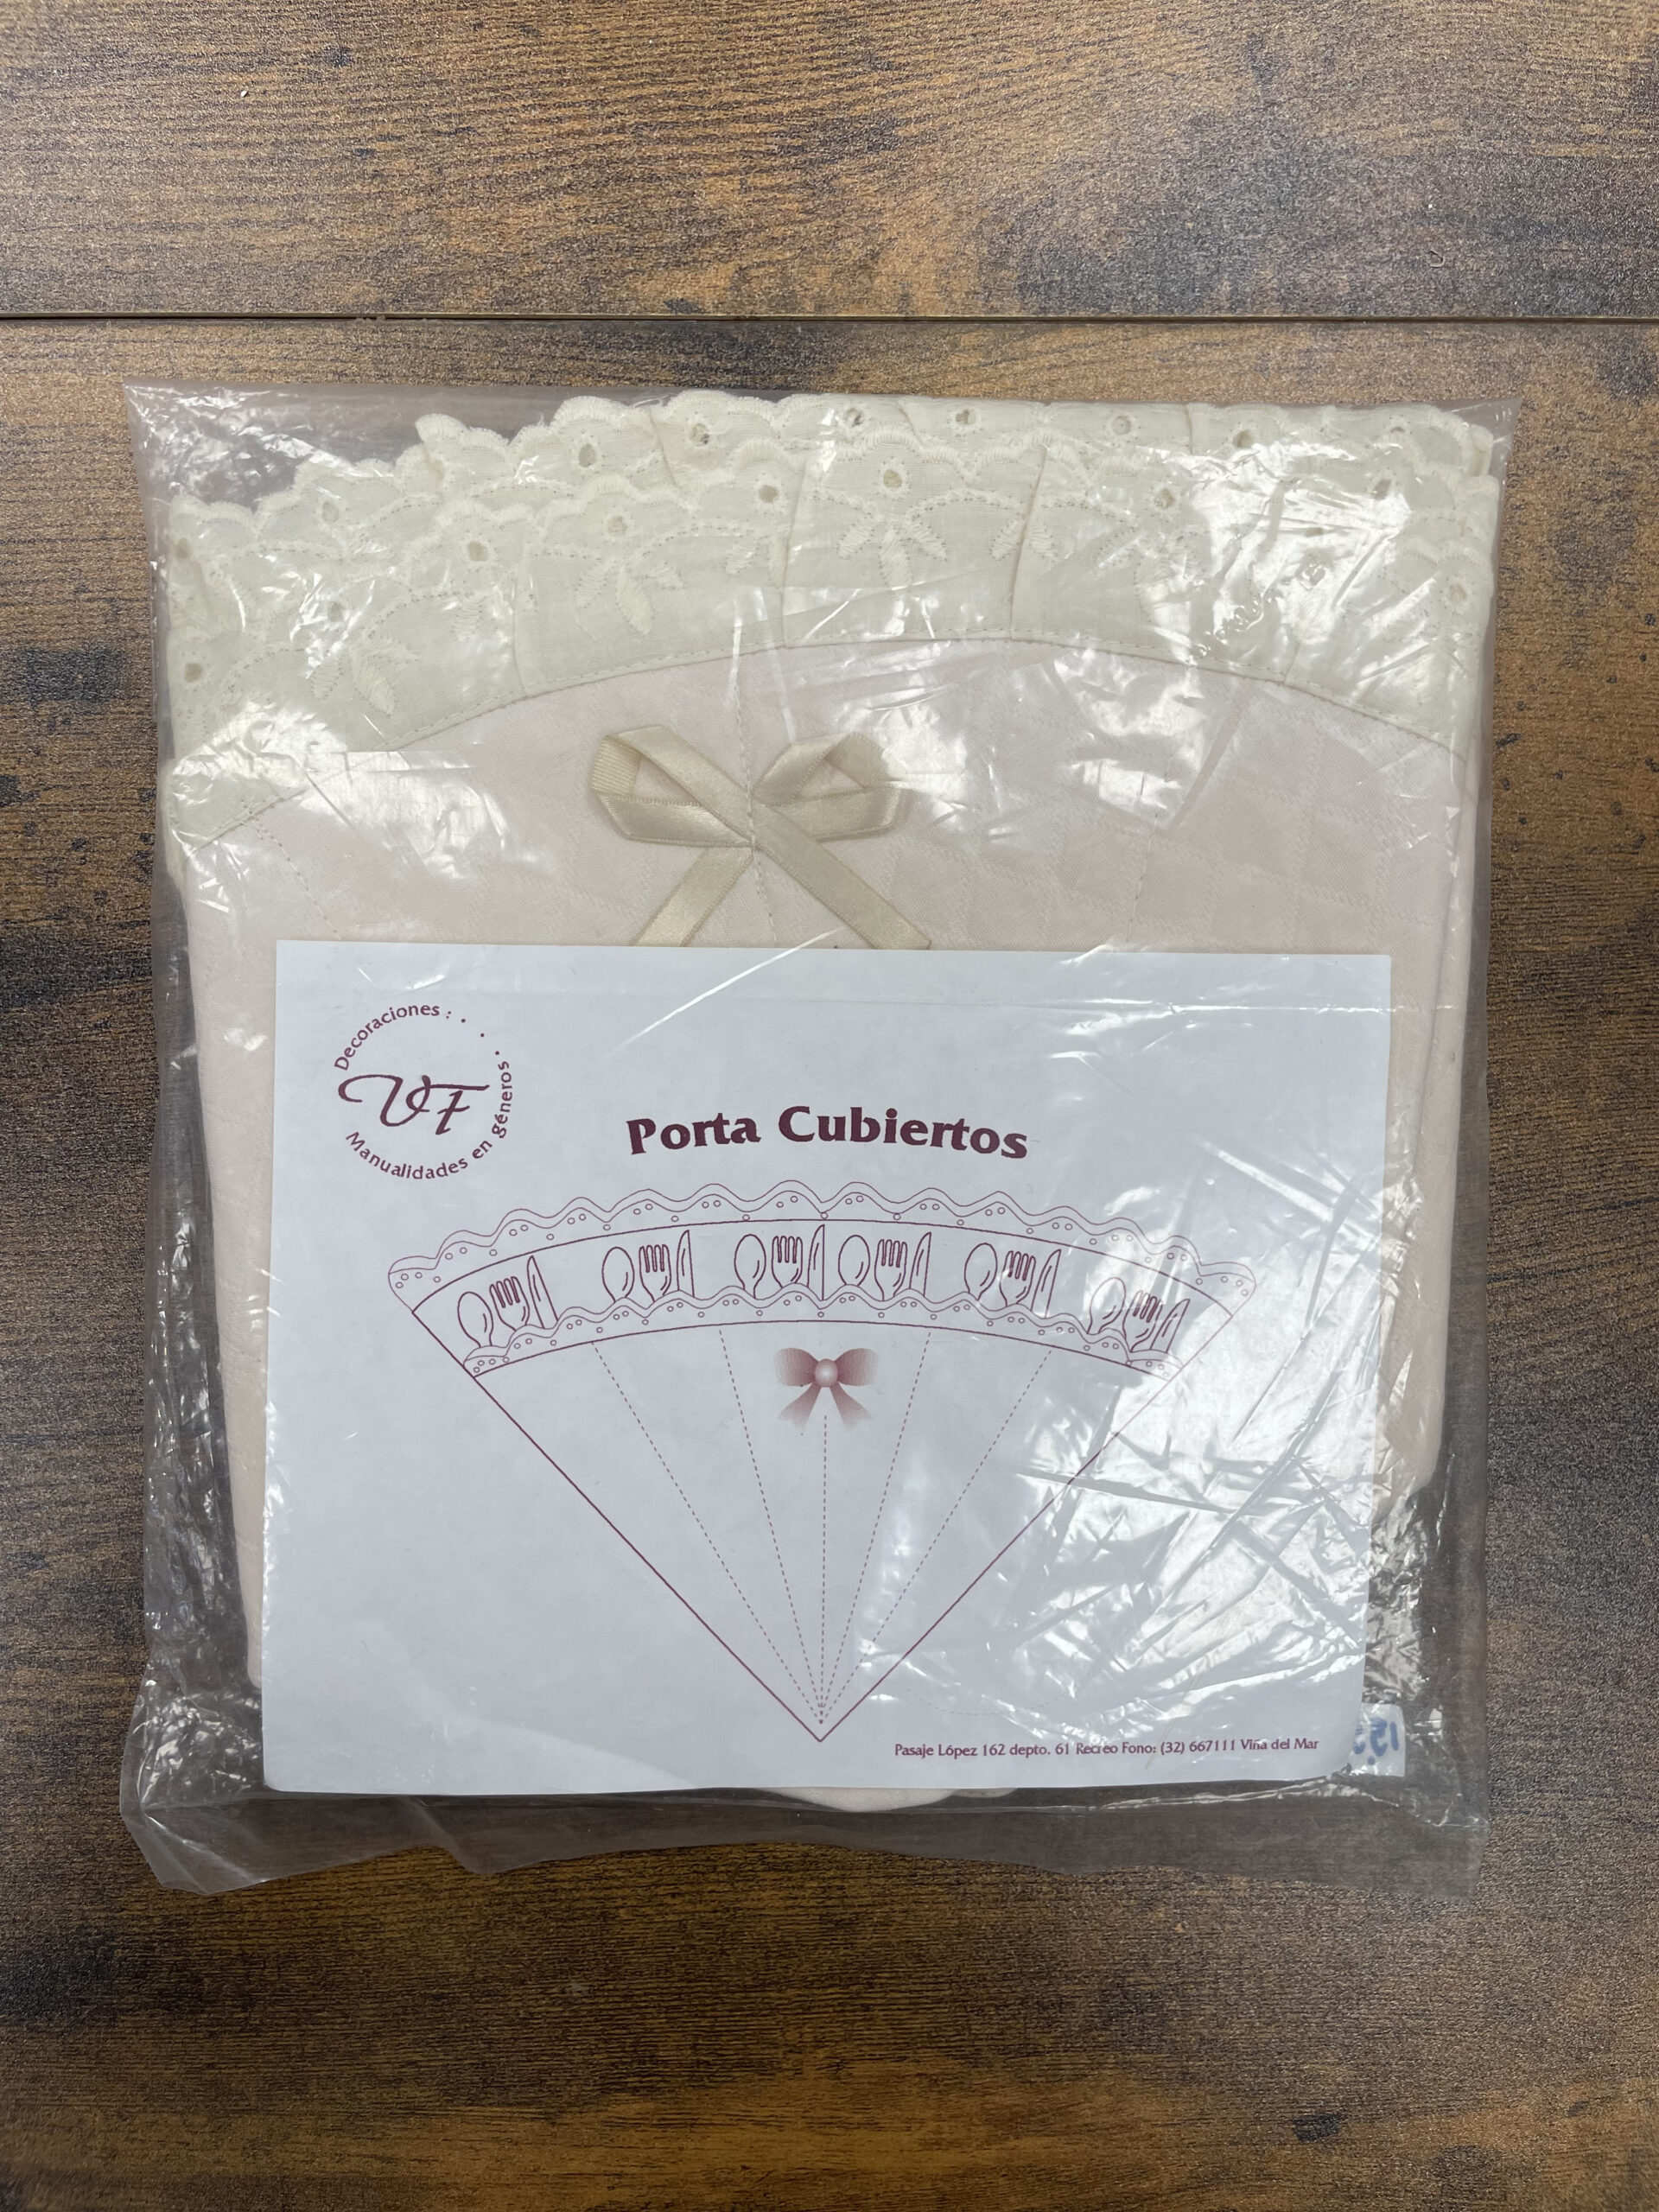 Decoraciones :
VF
Manualidades en géneros
Porta Cubiertos
Pasaje López 162 depto. 61 Recreo Fono: (32) 667111 Viña del Mar